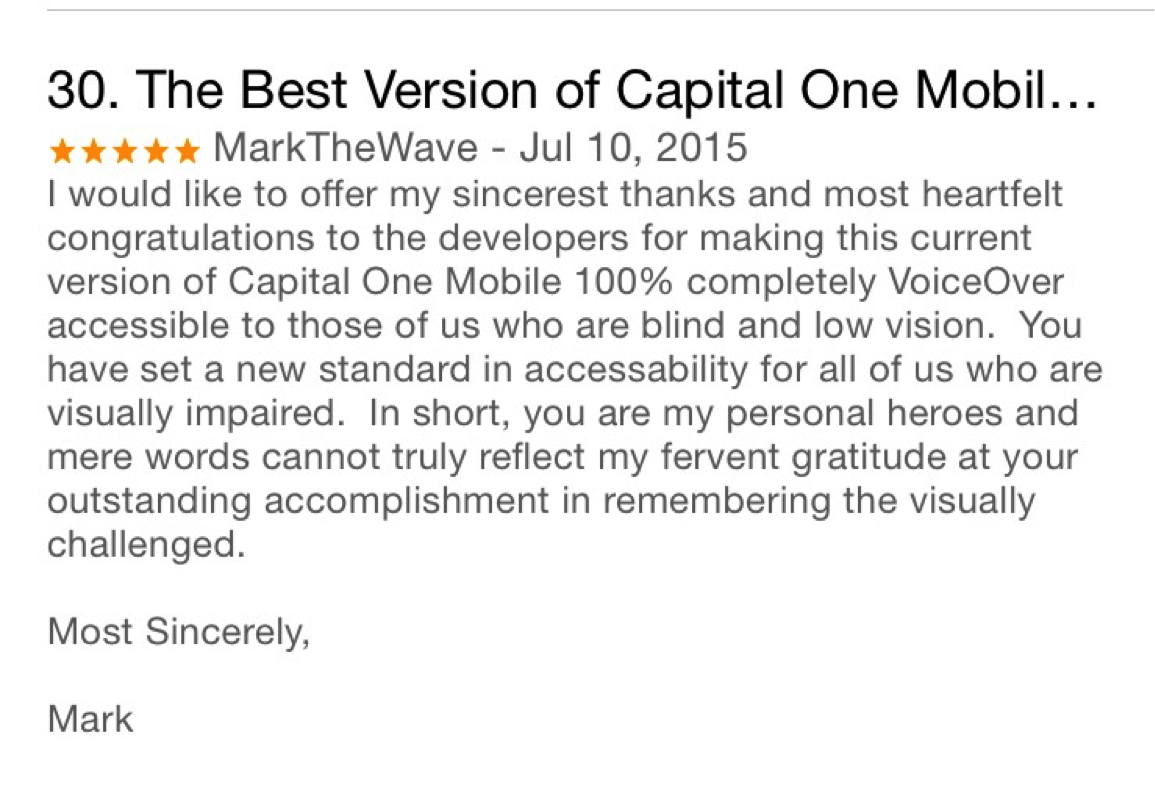 30. The Best Version of Capital One Mobil...
★★★★★ MarkTheWave - Jul 10, 2015
I would like to offer my sincerest thanks and most heartfelt
congratulations to the developers for making this current
version of Capital One Mobile 100% completely VoiceOver
accessible to those of us who are blind and low vision.  You
have set a new standard in accessability for all of us who are
visually impaired.  In short, you are my personal heroes and
mere words cannot truly reflect my fervent gratitude at your
outstanding accomplishment in remembering the visually
challenged.
Most Sincerely,
Mark